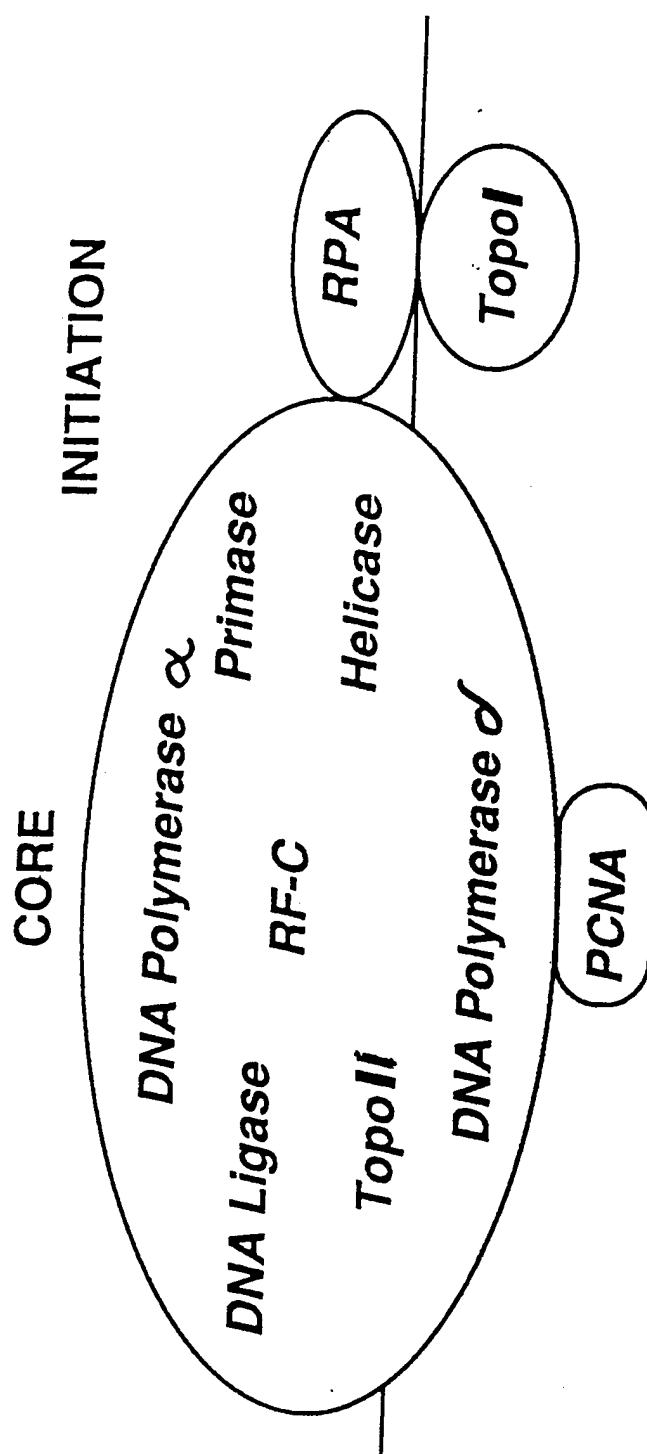 CORE
INITIATION
DNA Polymerase α
DNA Ligase
Primase
RF-C
RPA
Topo II
Helicase
DNA Polymerase δ
Topo I
PCNA